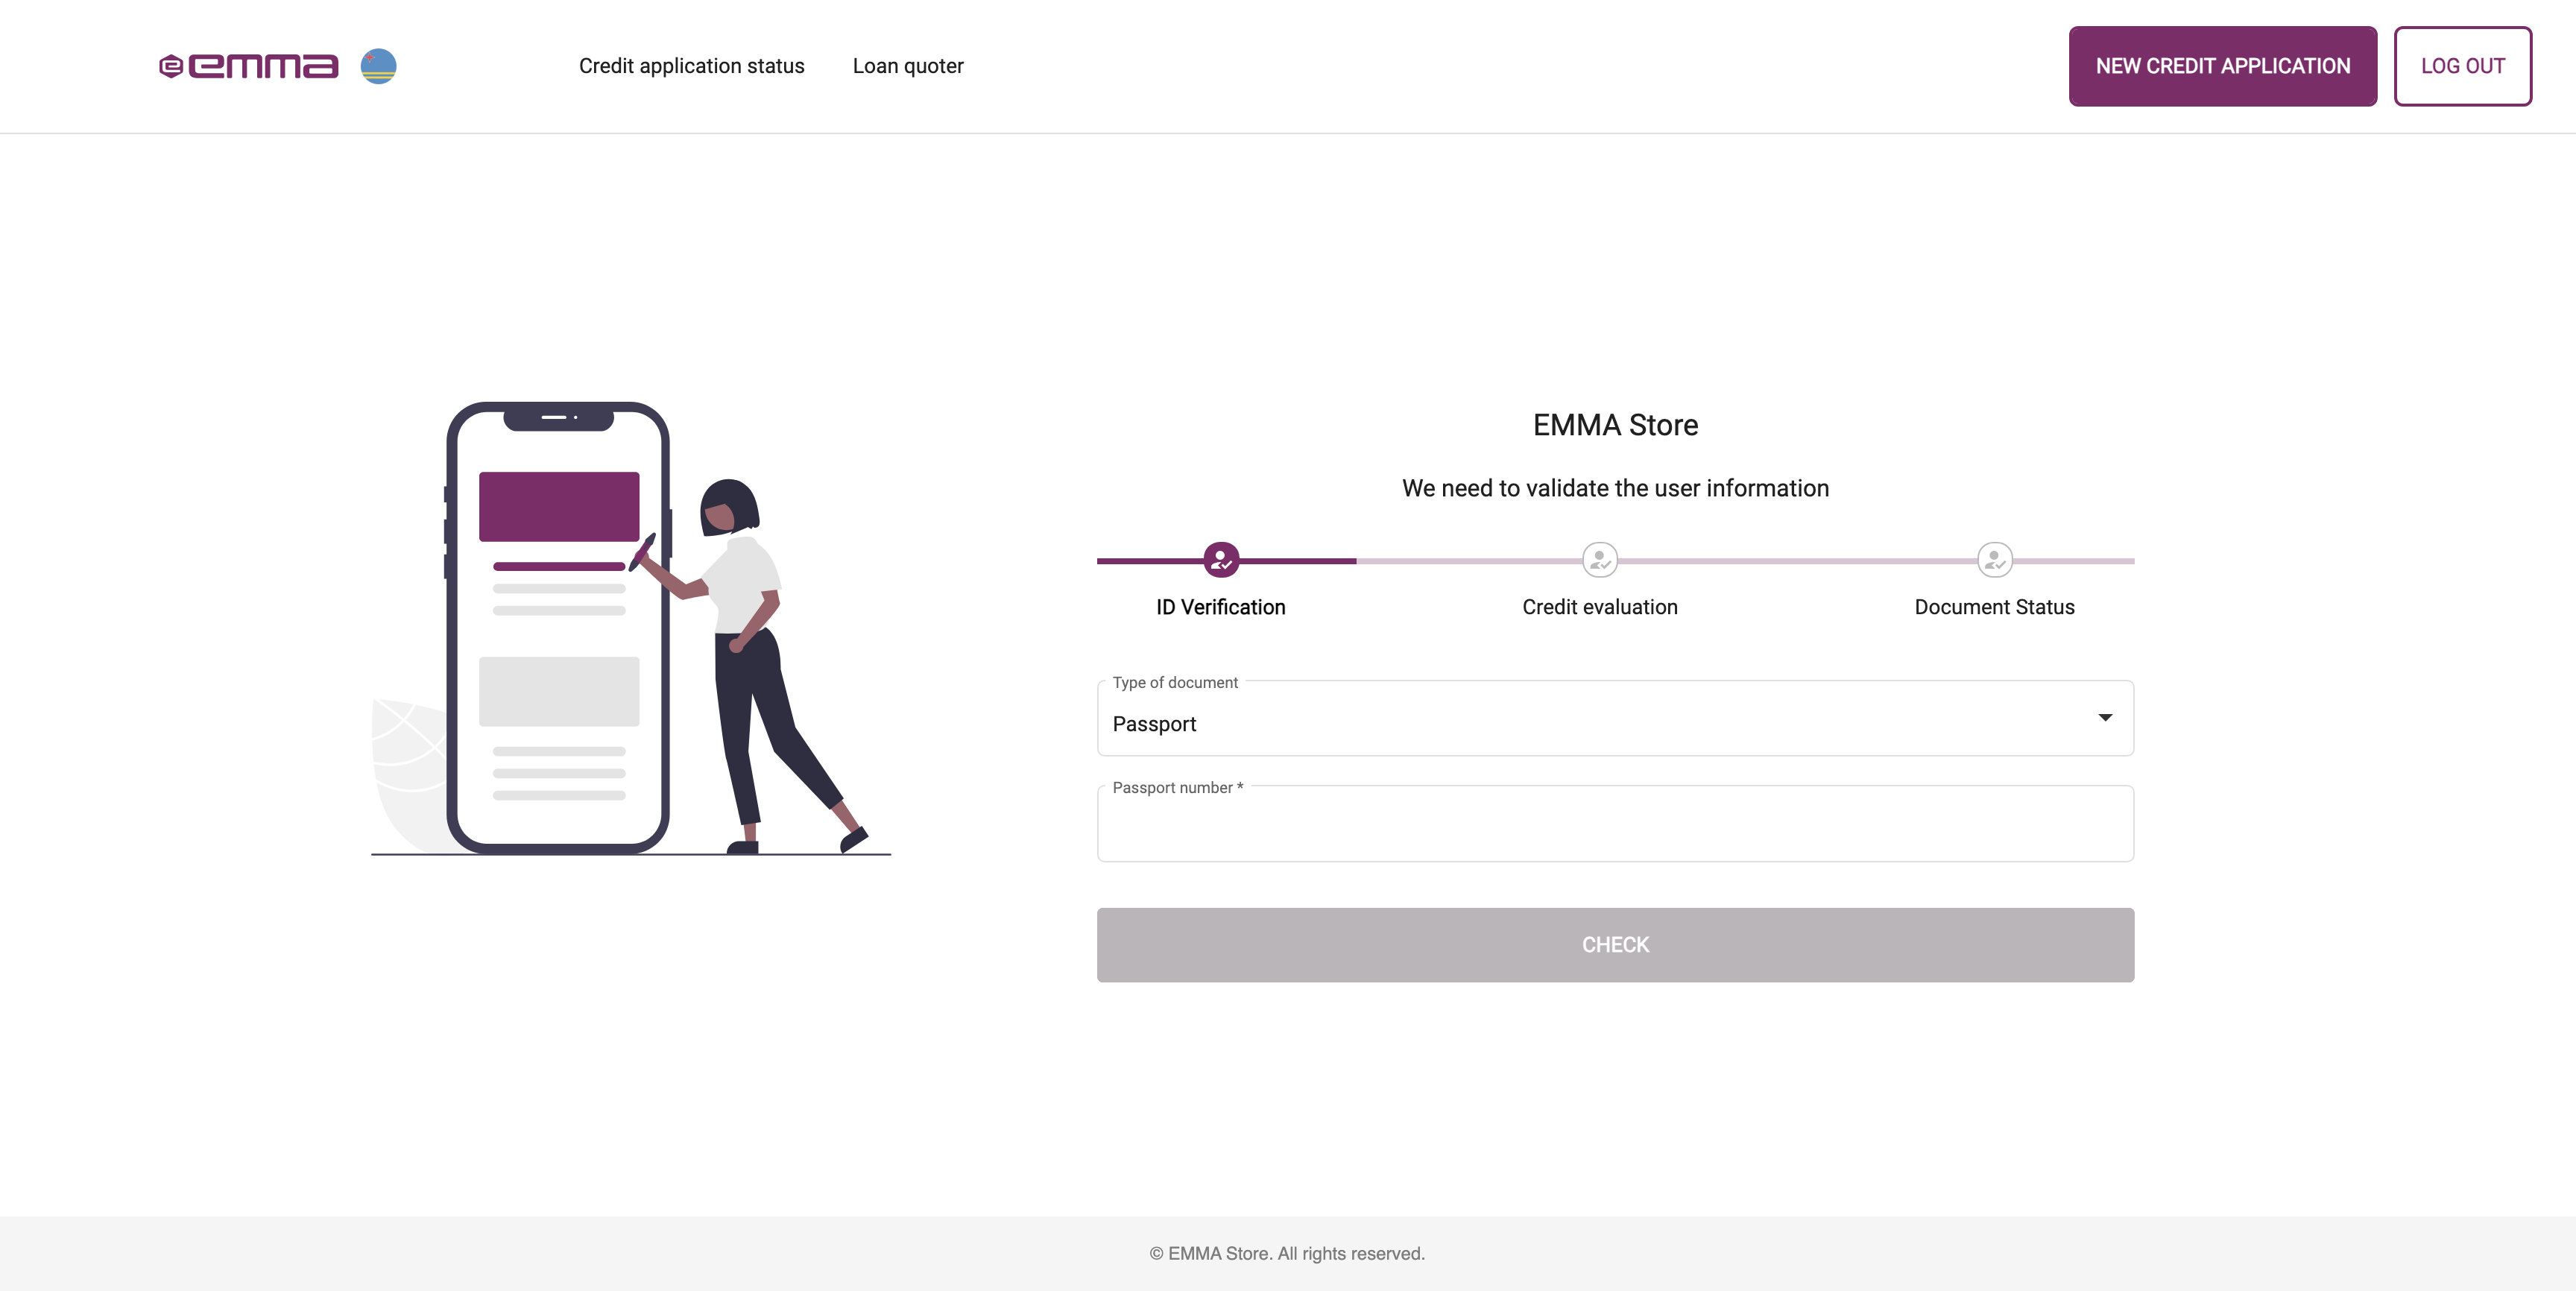 emma
Credit application status
Loan quoter
NEW CREDIT APPLICATION
LOG OUT
EMMA Store
We need to validate the user information
ID Verification
Credit evaluation
Document Status
Type of document
Passport
Passport number *
CHECK
© EMMA Store. All rights reserved.